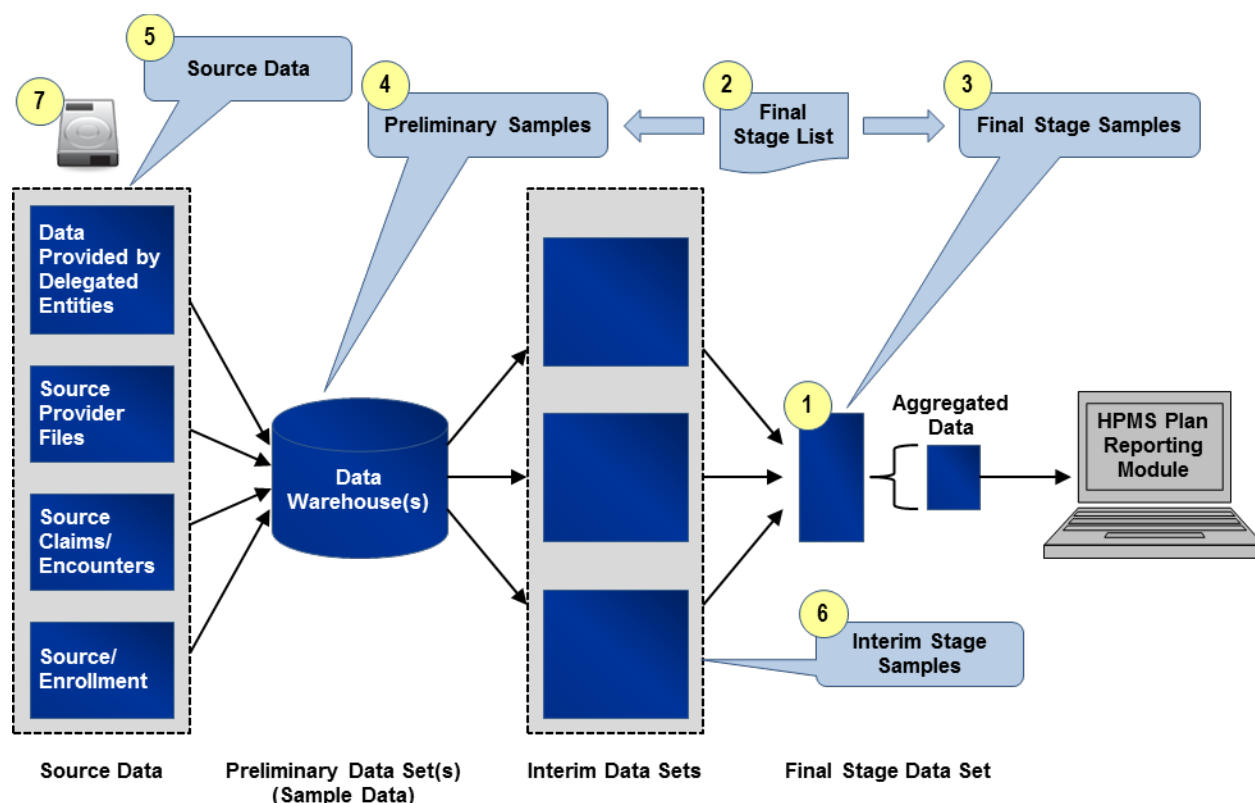 5
Source Data
7
4
Preliminary Samples
2
Final
Stage List
3
Final Stage Samples
Data
Provided by
Delegated
Entities
Source
Provider
Files
Source
Claims/
Encounters
Source/
Enrollment
Data
Warehouse(s)
1
Aggregated
Data
HPMS Plan
Reporting
Module
6
Interim Stage
Samples
Source Data
Preliminary Data Set(s)
(Sample Data)
Interim Data Sets
Final Stage Data Set